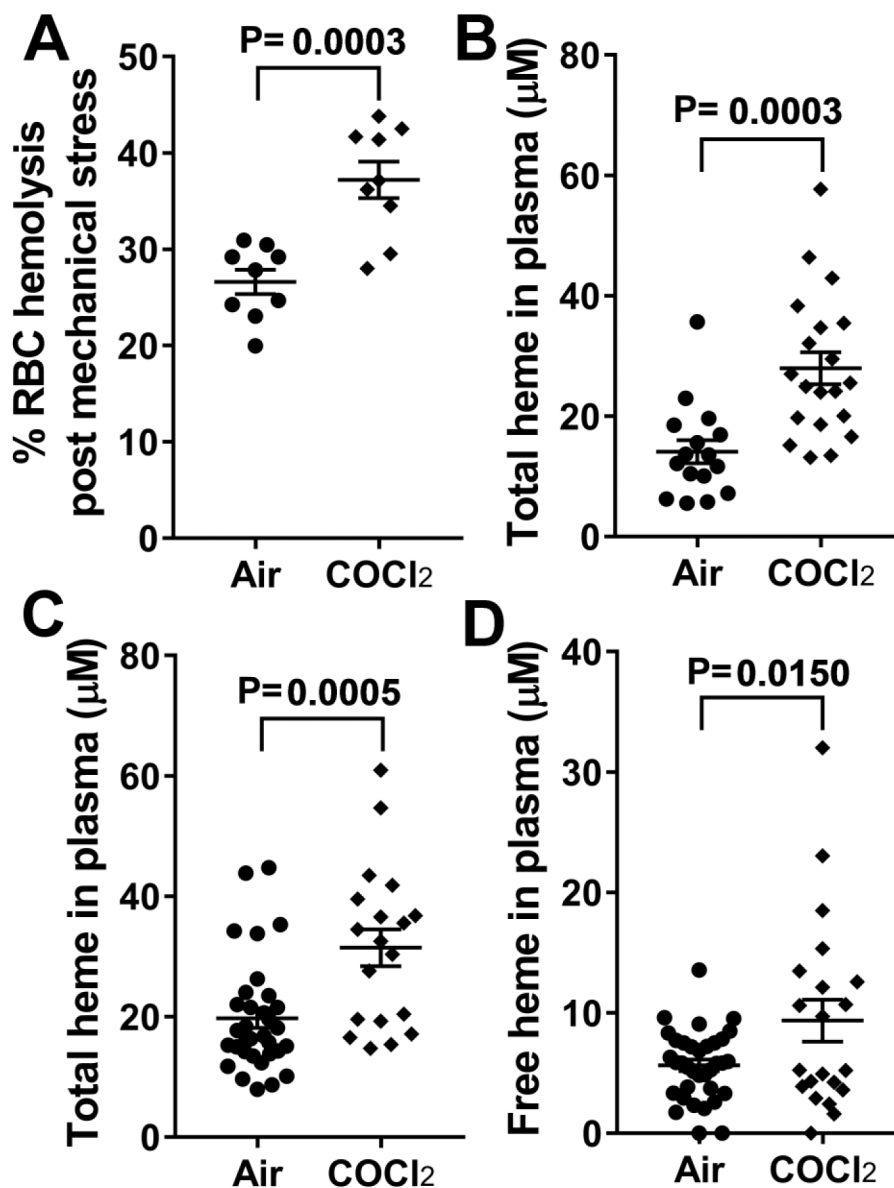 A
P= 0.0003
% RBC hemolysis
post mechanical stress
50
40
30
20
10
0
Air
COCl2
B
P= 0.0003
Total heme in plasma (μM)
80
60
40
20
0
Air
COCl2
C
P= 0.0005
Total heme in plasma (μM)
80
60
40
20
0
Air
COCl2
D
P= 0.0150
Free heme in plasma (μM)
40
30
20
10
0
Air
COCl2